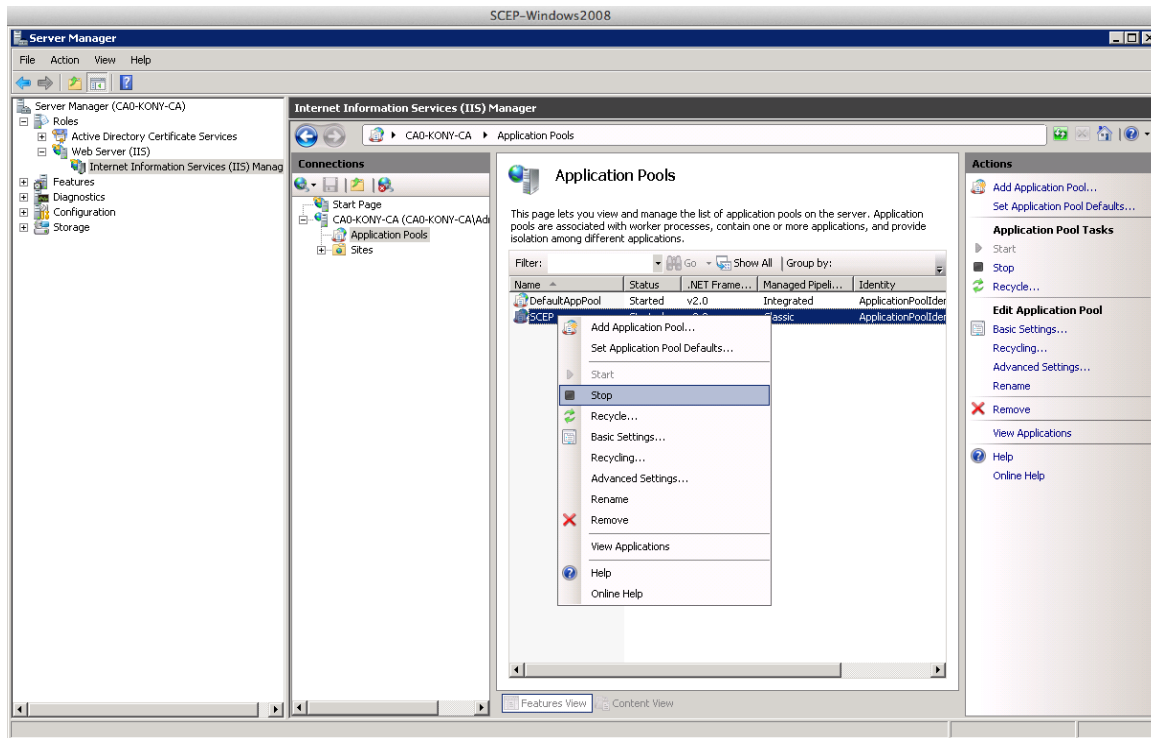 SCEP-Windows2008
Server Manager
File Action View Help
Server Manager (CA0-KONY-CA)
Roles
Active Directory Certificate Services
Web Server (IIS)
Internet Information Services (IIS) Manag
Features
Diagnostics
Configuration
Storage
Internet Information Services (IIS) Manager
CA0-KONY-CA Application Pools
Connections
Start Page
CA0-KONY-CA (CA0-KONY-CA\Adı
Application Pools
Sites
Application Pools
This page lets you view and manage the list of application pools on the server. Application
pools are associated with worker processes, contain one or more applications, and provide
isolation among different applications.
Filter: Go Show All Group by:
Name Status .NET Frame... Managed Pipeli... Identity
DefaultAppPool Started v2.0 Integrated ApplicationPoolIder
SCEP Classic ApplicationPoolIder
Add Application Pool...
Set Application Pool Defaults...
Start
Stop
Recycle...
Basic Settings...
Recycling...
Advanced Settings...
Rename
Remove
View Applications
Help
Online Help
Features View Content View
Actions
Add Application Pool...
Set Application Pool Defaults...
Application Pool Tasks
Start
Stop
Recycle...
Edit Application Pool
Basic Settings...
Recycling...
Advanced Settings...
Rename
Remove
View Applications
Help
Online Help